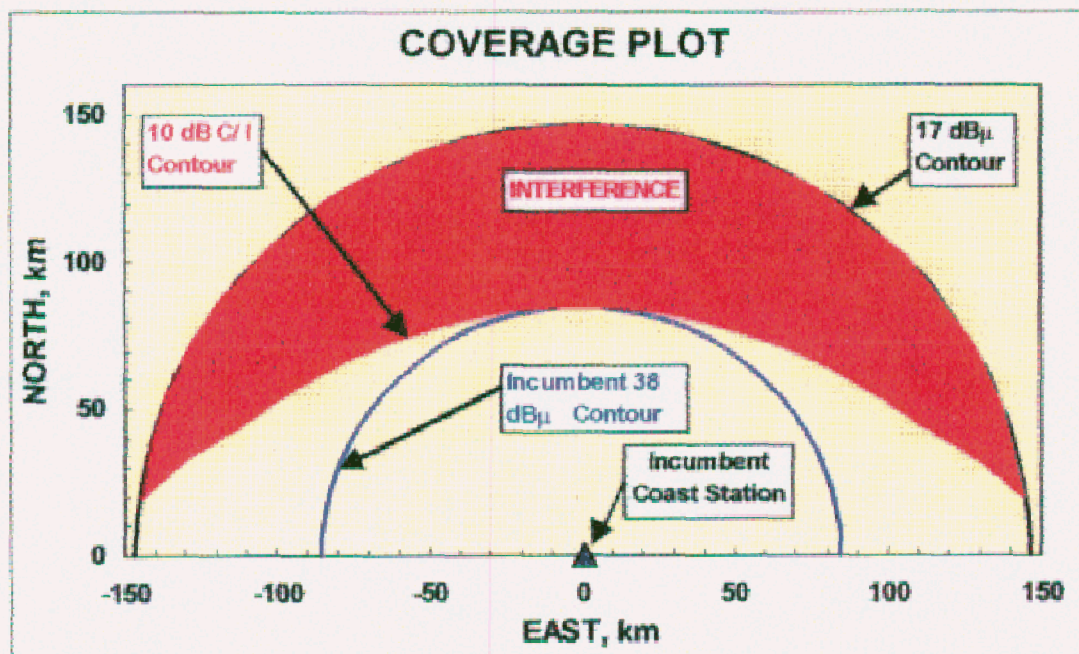 COVERAGE PLOT
150
100
50
0
NORTH, km
10 dB C/ I
Contour
INTERFERENCE
17 dBμ
Contour
Incumbent 38
dBμ Contour
Incumbent
Coast Station
-150
-100
-50
0
50
100
150
EAST, km